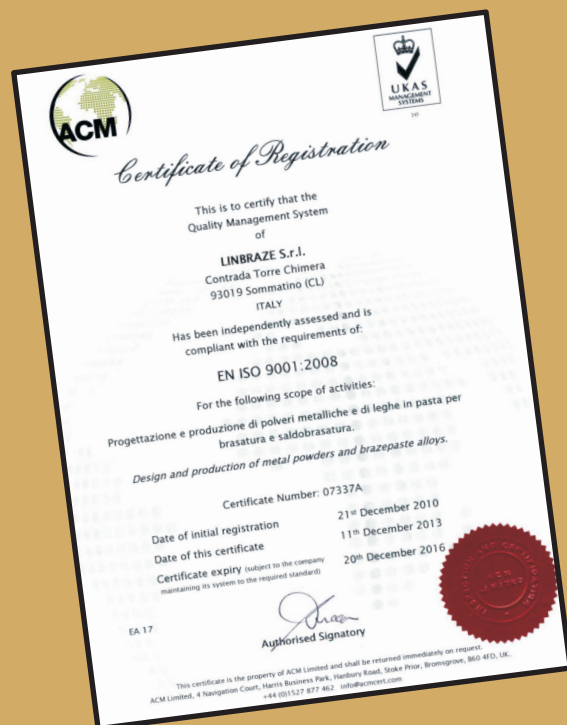 ACM
UKAS
MANAGEMENT
SYSTEMS
Certificate of Registration
This is to certify that the
Quality Management System
of
LINBRAZE S.r.l.
Contrada Torre Chimera
93019 Sommatino (CL)
ITALY
Has been independently assessed and is
compliant with the requirements of:
EN ISO 9001:2008
For the following scope of activities:
Progettazione e produzione di polveri metalliche e di leghe in pasta per
brasatura e saldobrasatura.
Design and production of metal powders and brazepaste alloys.
Certificate Number: 07337A
Date of initial registration 21st December 2010
Date of this certificate 11th December 2013
Certificate expiry (subject to the company 20th December 2016
maintaining its system to the required standard)
EA 17
Authorised Signatory
This certificate is the property of ACM Limited and shall be returned immediately on request.
ACM Limited, 4 Navigation Court, Harris Business Park, Hanbury Road, Stoke Prior, Bromsgrove, B60 4FD, UK.
+44 (0)1527 877 462 info@acmcert.com